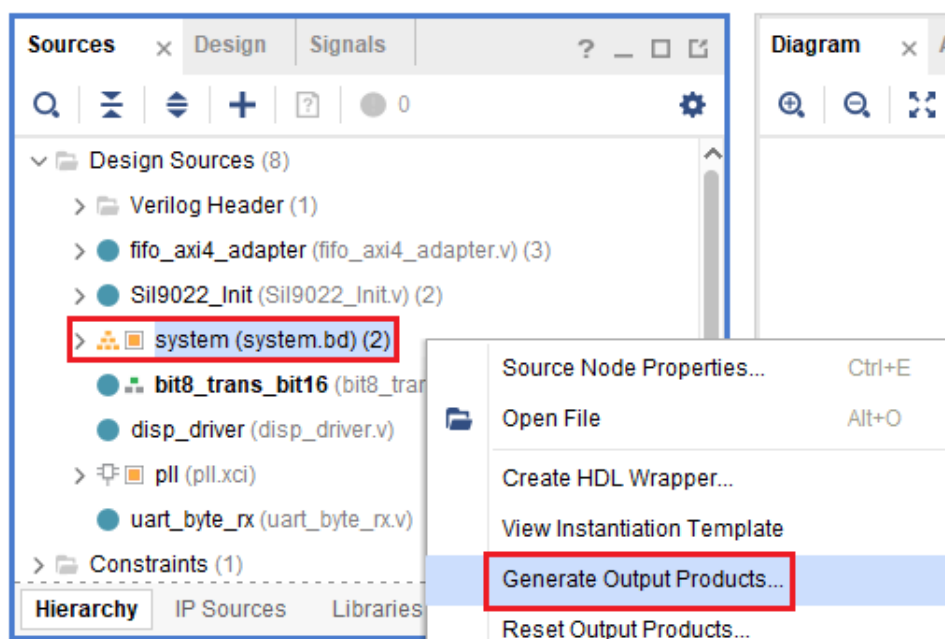 Sources Design Signals ? Diagram
0
Design Sources (8)
Verilog Header (1)
fifo_axi4_adapter (fifo_axi4_adapter.v) (3)
Sil9022_Init (Sil9022_Init.v) (2)
system (system.bd) (2)
Source Node Properties... Ctrl+E
bit8_trans_bit16 (bit8_trar
Open File Alt+O
disp_driver (disp_driver.v)
pll (pll.xci)
Create HDL Wrapper...
uart_byte_rx (uart_byte_rx.v)
View Instantiation Template
Constraints (1)
Generate Output Products...
Hierarchy IP Sources Libraries
Reset Output Products...